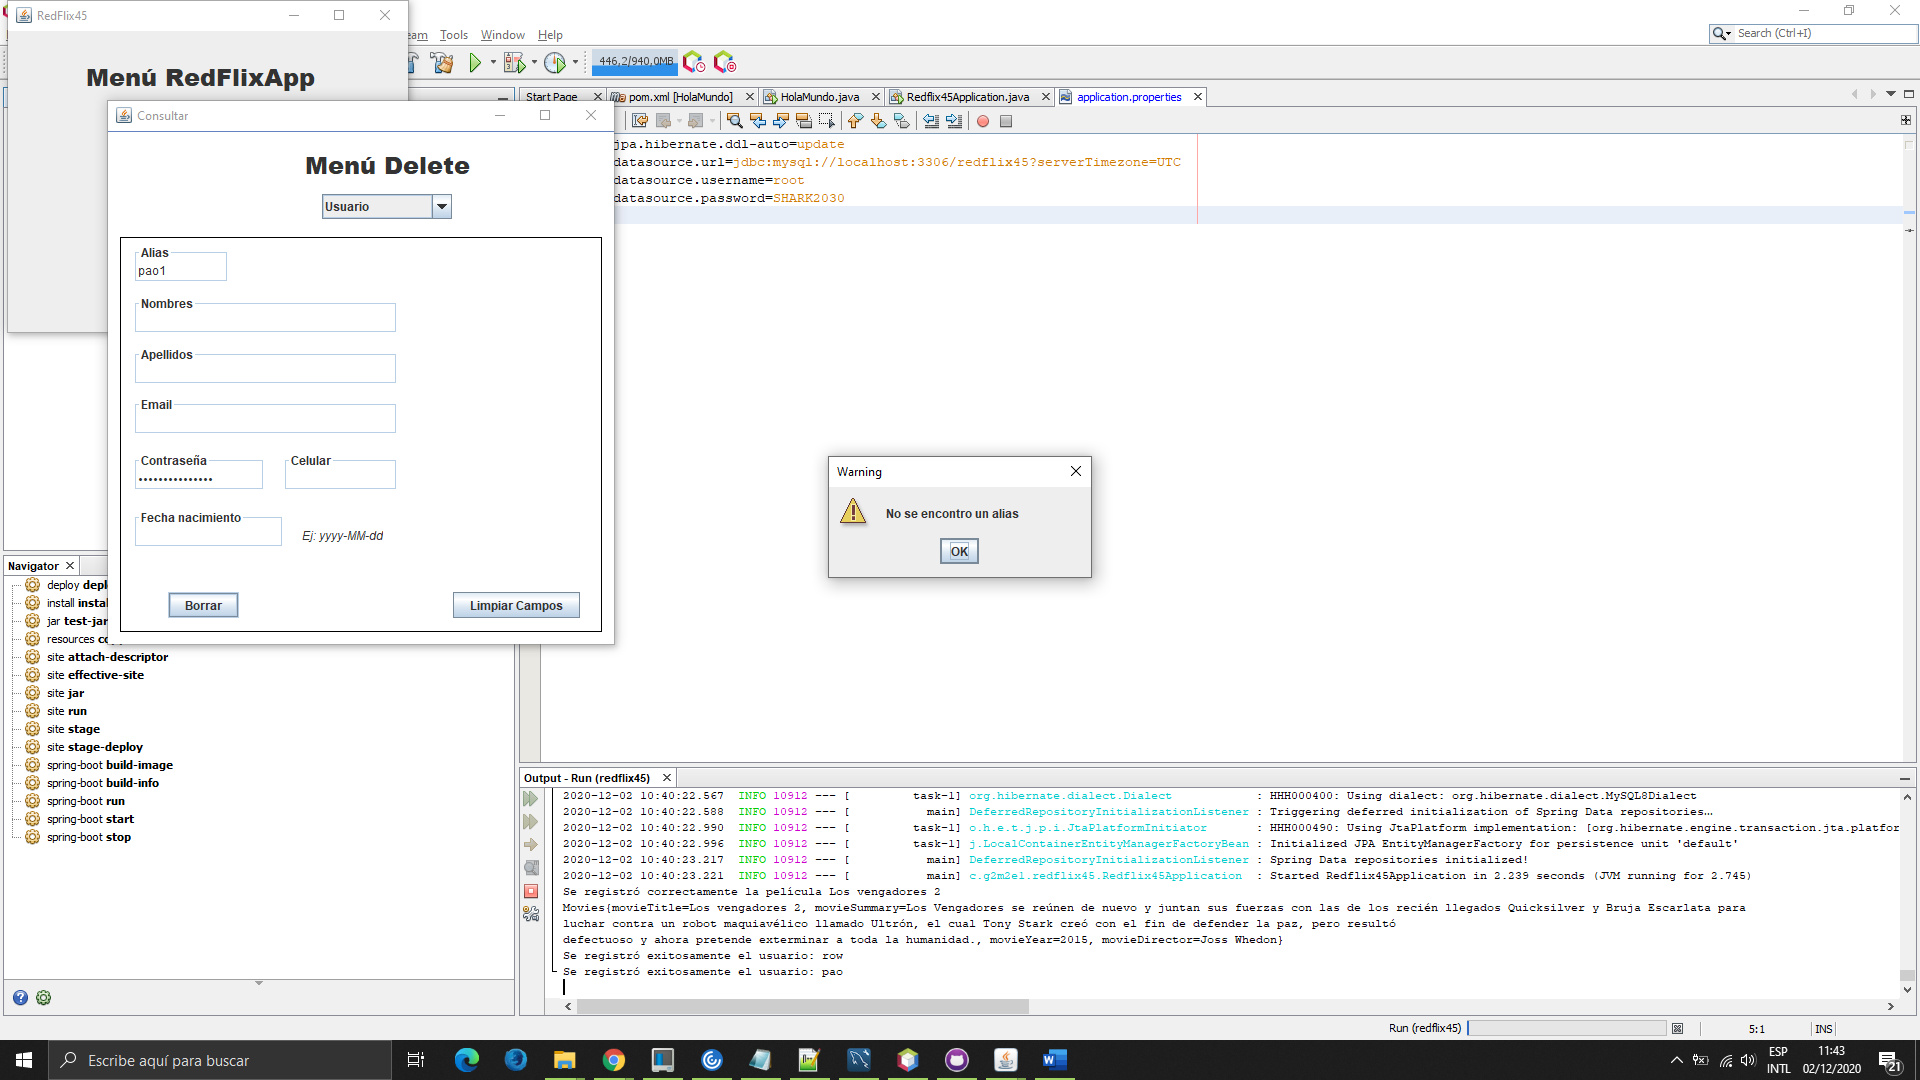 RedFlix45
Menú RedFlixApp
Tools Window Help
Search (Ctrl+I)
446,2/940,0MB
Start Page
pom.xml [HolaMundo]
HolaMundo.java
Redflix45Application.java
application.properties
jpa.hibernate.ddl-auto=update
datasource.url=jdbc:mysql://localhost:3306/redflix45?serverTimezone=UTC
datasource.username=root
datasource.password=SHARK2030
Consultar
Menú Delete
Usuario
Alias
pao1
Nombres
Apellidos
Email
Contraseña
Celular
Fecha nacimiento
Ej: yyyy-MM-dd
Borrar
Limpiar Campos
Warning
No se encontro un alias
OK
Navigator
deploy
install
jar test-jar
resources
site attach-descriptor
site effective-site
site jar
site run
site stage
site stage-deploy
spring-boot build-image
spring-boot build-info
spring-boot run
spring-boot start
spring-boot stop
Output - Run (redflix45)
2020-12-02 10:40:22.567 INFO 10912 --- [ task-1] org.hibernate.dialect.Dialect : HHH000400: Using dialect: org.hibernate.dialect.MySQL8Dialect
2020-12-02 10:40:22.588 INFO 10912 --- [ main] DeferredRepositoryInitializationListener : Triggering deferred initialization of Spring Data repositories…
2020-12-02 10:40:22.990 INFO 10912 --- [ task-1] o.h.e.t.j.p.i.JtaPlatformInitiator : HHH000490: Using JtaPlatform implementation: [org.hibernate.engine.transaction.jta.platfor
2020-12-02 10:40:22.996 INFO 10912 --- [ task-1] j.LocalContainerEntityManagerFactoryBean : Initialized JPA EntityManagerFactory for persistence unit 'default'
2020-12-02 10:40:23.217 INFO 10912 --- [ main] DeferredRepositoryInitializationListener : Spring Data repositories initialized!
2020-12-02 10:40:23.221 INFO 10912 --- [ main] c.g2m2e1.redflix45.Redflix45Application : Started Redflix45Application in 2.239 seconds (JVM running for 2.745)
Se registró correctamente la película Los vengadores 2
Movies{movieTitle=Los vengadores 2, movieSummary=Los Vengadores se reúnen de nuevo y juntan sus fuerzas con las de los recién llegados Quicksilver y Bruja Escarlata para
luchar contra un robot maquiavélico llamado Ultrón, el cual Tony Stark creó con el fin de defender la paz, pero resultó
defectuoso y ahora pretende exterminar a toda la humanidad., movieYear=2015, movieDirector=Joss Whedon}
Se registró exitosamente el usuario: row
Se registró exitosamente el usuario: pao
Run (redflix45)
5:1
INS
Escribe aquí para buscar
ESP
INTL
11:43
02/12/2020
21